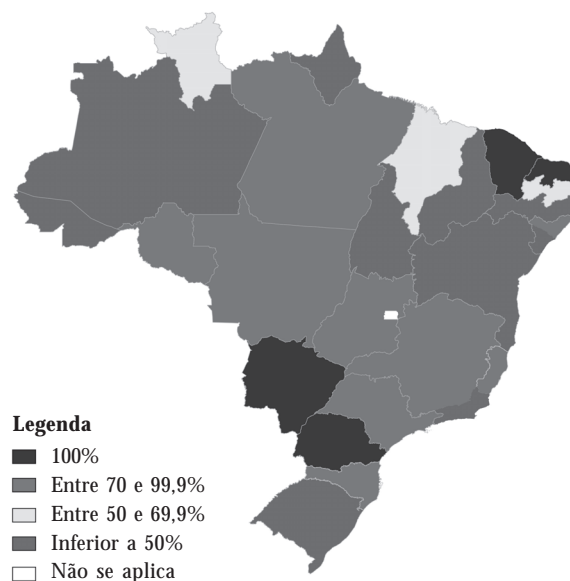 Legenda
100%
Entre 70 e 99,9%
Entre 50 e 69,9%
Inferior a 50%
Não se aplica